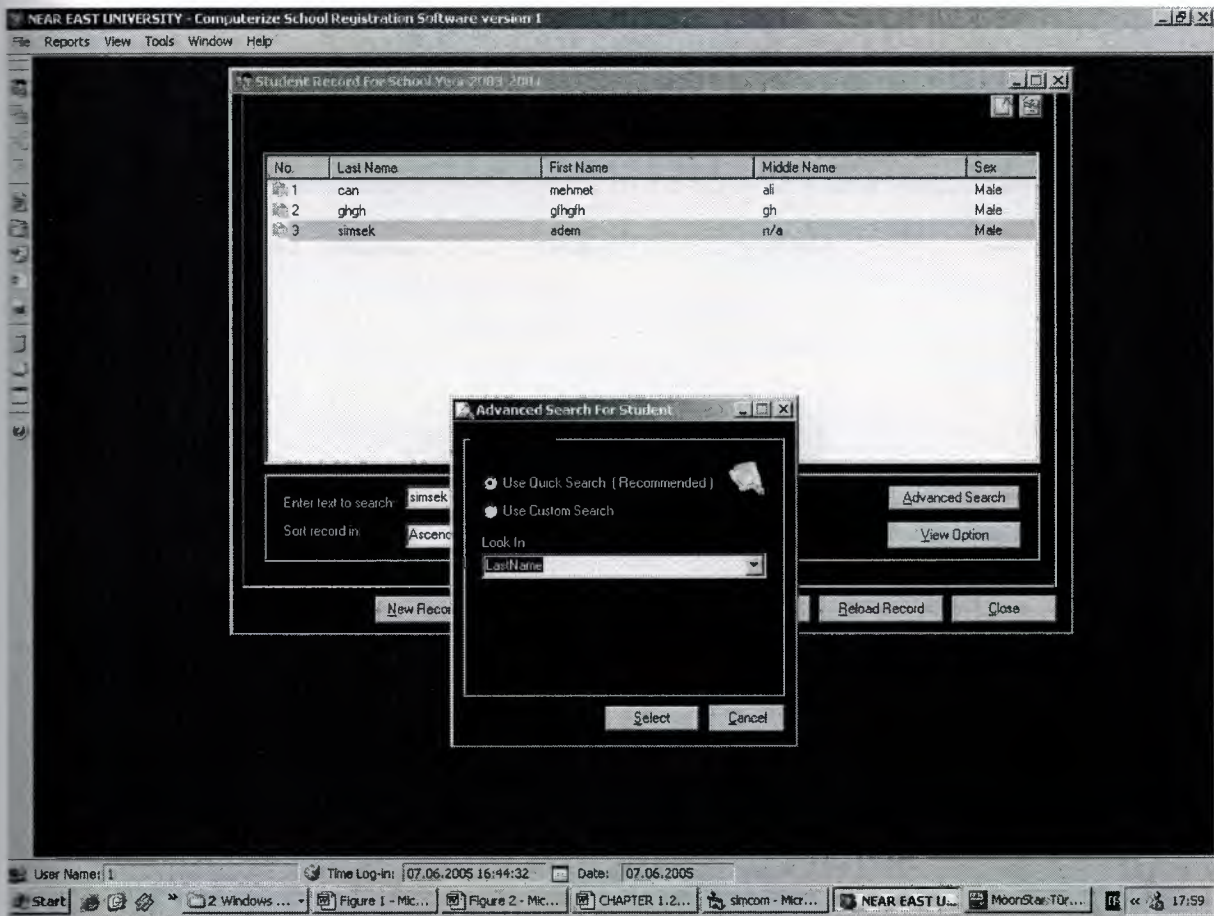 NEAR EAST UNIVERSITY - Computerize School Registration Software version 1
File Reports View Tools Window Help
Student Record For School Year
No. Last Name First Name Middle Name Sex
1 can mehmet ali Male
2 ghgh gfhgfh gh Male
3 simsek adem n/a Male
Advanced Search For Student
Use Quick Search ( Recommended )
Use Custom Search
Look In
LastName
Select Cancel
Enter text to search: simsek
Advanced Search
Sort record in: Ascend
View Option
New Recor
Reload Record Close
User Name: 1 Time Log-in: 07.06.2005 16:44:32 Date: 07.06.2005
Start » 2 Windows ... Figure 1 - Mic... Figure 2 - Mic... CHAPTER 1.2... simcom - Micr... NEAR EAST U... MoonStar Tür... « 17:59